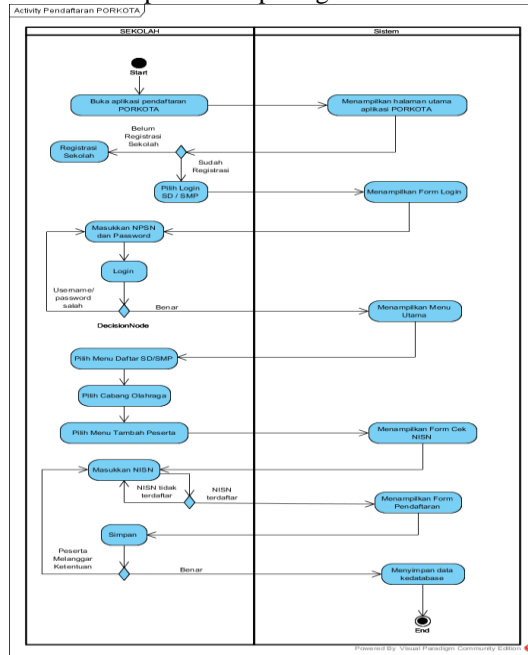 Activity Pendaftaran PORKOTA
SEKOLAH
Sistem
Start
Buka aplikasi pendaftaran
PORKOTA
Menampilkan halaman utama
aplikasi PORKOTA
Belum
Registrasi
Sekolah
Registrasi
Sekolah
Sudah
Registrasi
Pilih Login
SD / SMP
Menampilkan Form Login
Masukkan NPSN
dan Password
Login
Username/
password
salah
Benar
DecisionNode
Menampilkan Menu
Utama
Pilih Menu Daftar SD/SMP
Pilih Cabang Olahraga
Pilih Menu Tambah Peserta
Menampilkan Form Cek
NISN
Masukkan NISN
NISN tidak
terdaftar
NISN
terdaftar
Menampilkan Form
Pendaftaran
Simpan
Peserta
Melanggar
Ketentuan
Benar
Menyimpan data
kedatabase
End
Powered By Visual Paradigm Community Edition